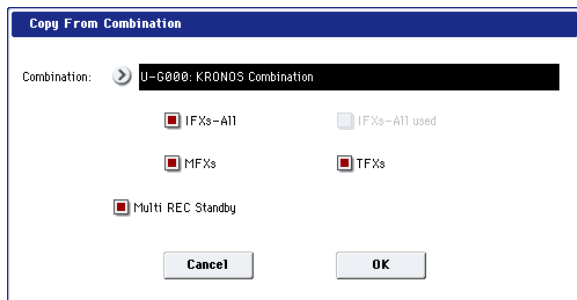 Copy From Combination
Combination: U-G000: KRONOS Combination
IFXs-All IFXs-All used
MFXs TFXs
Multi REC Standby
Cancel OK